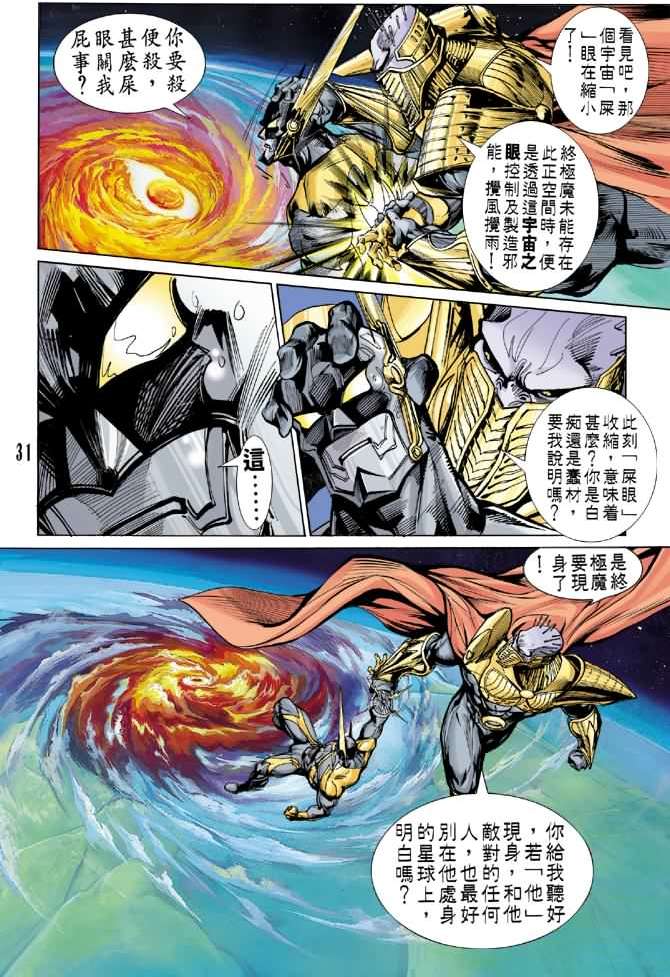 看見吧，那
個宇宙「屎
」眼在縮小
了！
終極魔未能存在
此正空間時，便
是透過這宇宙之
眼控制及製造邪
能，攪風攪雨！
你要殺
便殺，
甚麼屎
眼關我
屁事？
此刻「屎眼」
收縮，意味着
甚麼？你是白
痴還是蠢材，
要我說明嗎？
這……
31
是終
極魔
要現
身了
！
你給我聽好
，若「他」
現身，和他
敵對的任何
人，也最好
別在他處身
的星球上，
明白嗎？